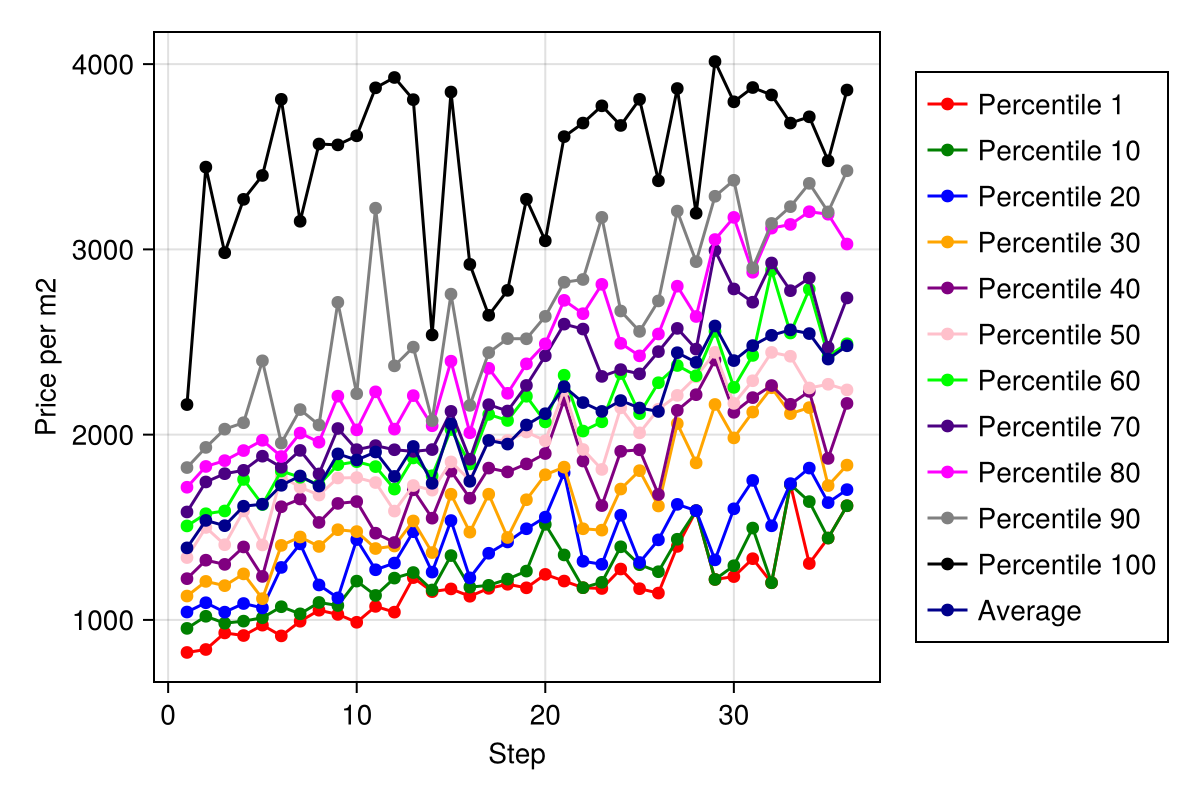 Price per m2
4000
3000
2000
1000
0 10 20 30
Step
Percentile 1
Percentile 10
Percentile 20
Percentile 30
Percentile 40
Percentile 50
Percentile 60
Percentile 70
Percentile 80
Percentile 90
Percentile 100
Average